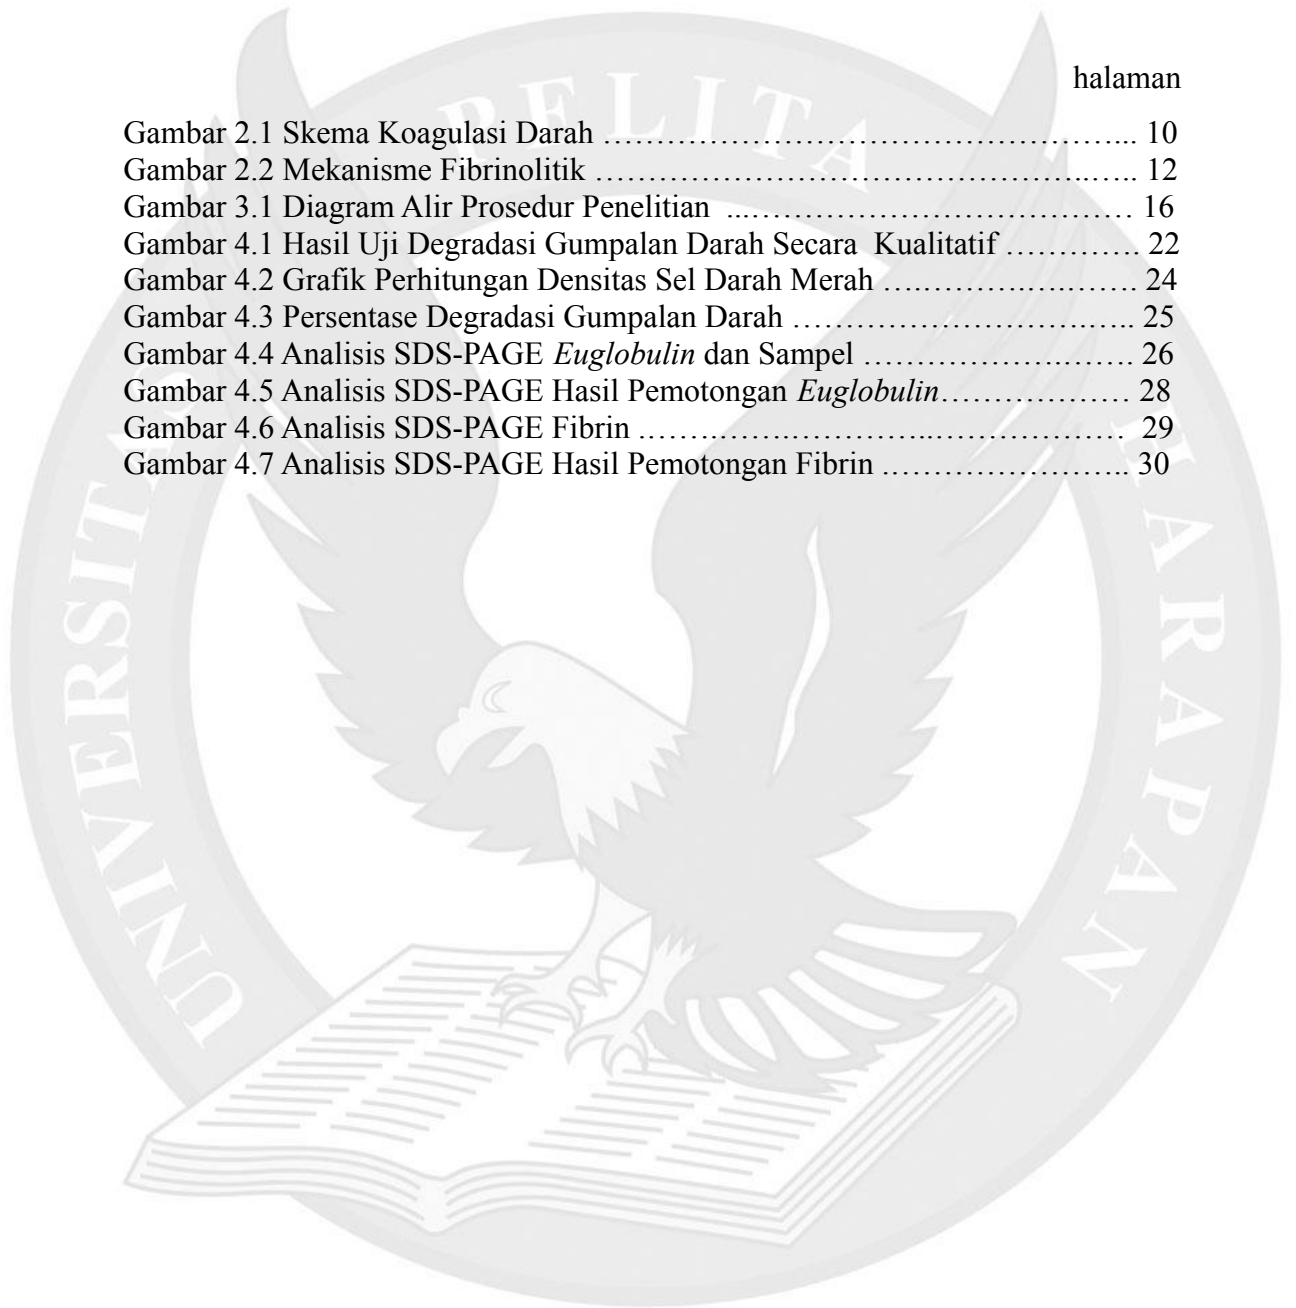 halaman
Gambar 2.1 Skema Koagulasi Darah ………………………………………….... 10
Gambar 2.2 Mekanisme Fibrinolitik ……………………………………..….. 12
Gambar 3.1 Diagram Alir Prosedur Penelitian ...……………………………… 16
Gambar 4.1 Hasil Uji Degradasi Gumpalan Darah Secara Kualitatif …………. 22
Gambar 4.2 Grafik Perhitungan Densitas Sel Darah Merah ….……………..……. 24
Gambar 4.3 Persentase Degradasi Gumpalan Darah ………………………….. 25
Gambar 4.4 Analisis SDS-PAGE Euglobulin dan Sampel …………………..……. 26
Gambar 4.5 Analisis SDS-PAGE Hasil Pemotongan Euglobulin……………… 28
Gambar 4.6 Analisis SDS-PAGE Fibrin …….…….…………..……………… 29
Gambar 4.7 Analisis SDS-PAGE Hasil Pemotongan Fibrin …………………….. 30
UNIVERSITAS PELITA HARAPAN